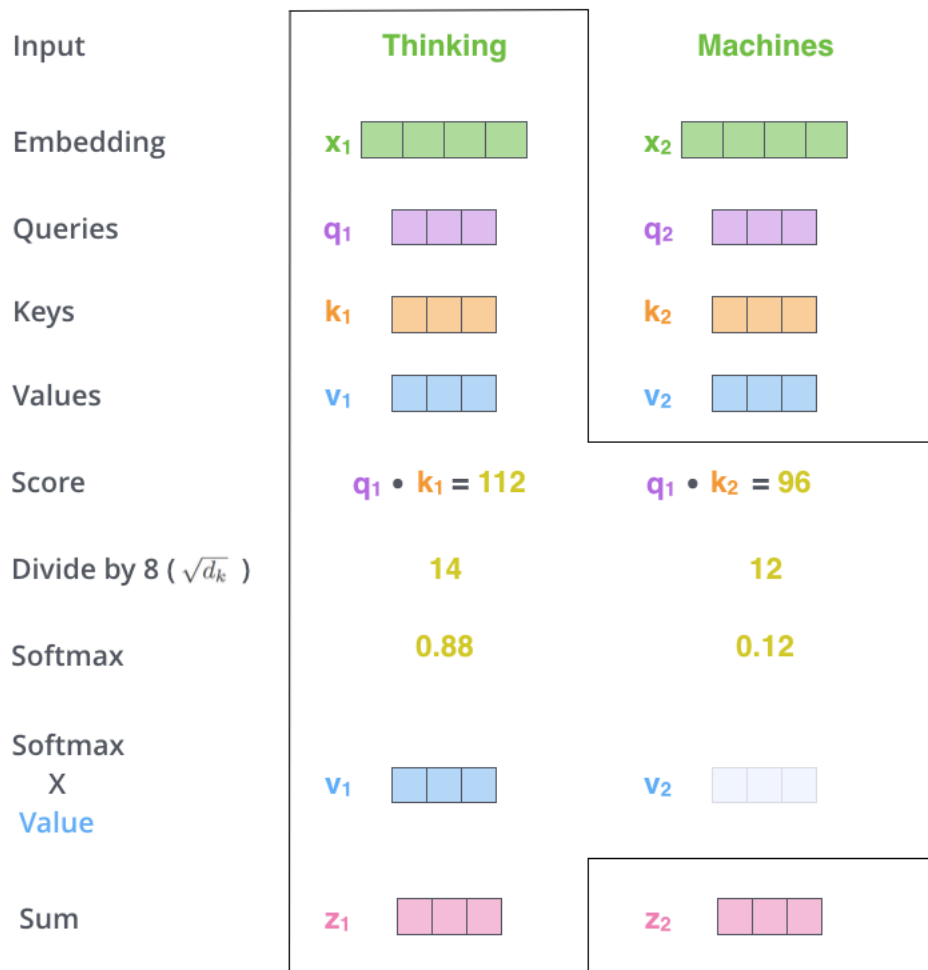 Input Thinking Machines
Embedding x₁ x₂
Queries q₁ q₂
Keys k₁ k₂
Values v₁ v₂
Score q₁ • k₁ = 112 q₁ • k₂ = 96
Divide by 8 ( √dₖ ) 14 12
Softmax 0.88 0.12
Softmax
X v₁ v₂
Value
Sum z₁ z₂